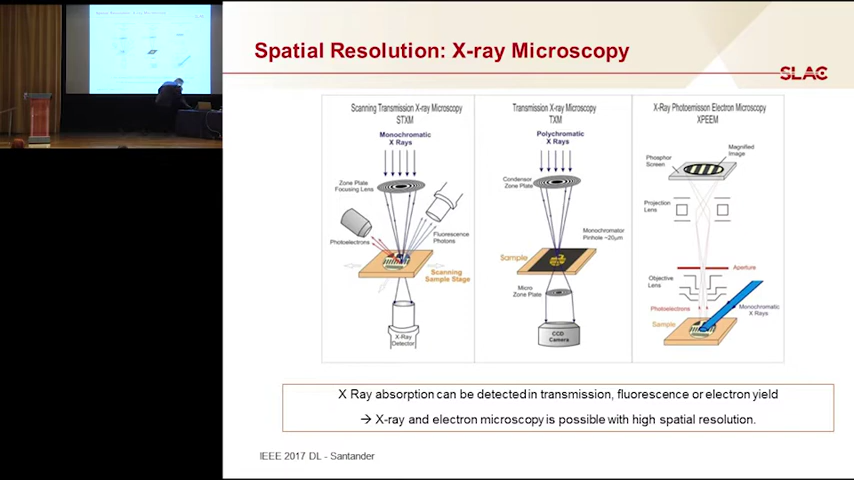 Spatial Resolution: X-ray Microscopy
SLAC
Scanning Transmission X-ray Microscopy
STXM
Monochromatic
X Rays
Zone Plate
Focusing Lens
Photoelectrons
Fluorescence
Photons
Scanning
Sample Stage
X-Ray
Detector
Transmission X-ray Microscopy
TXM
Polychromatic
X Rays
Condensor
Zone Plate
Monochromator
Pinhole ~20µm
Sample
Micro
Zone Plate
CCD
Camera
X-Ray Photoemisson Electron Microscopy
XPEEM
Magnified
Image
Phosphor
Screen
Projection
Lens
Aperture
Objective
Lens
Photoelectrons
Monochromatic
X Rays
Sample
X Ray absorption can be detected in transmission, fluorescence or electron yield
→ X-ray and electron microscopy is possible with high spatial resolution.
IEEE 2017 DL - Santander